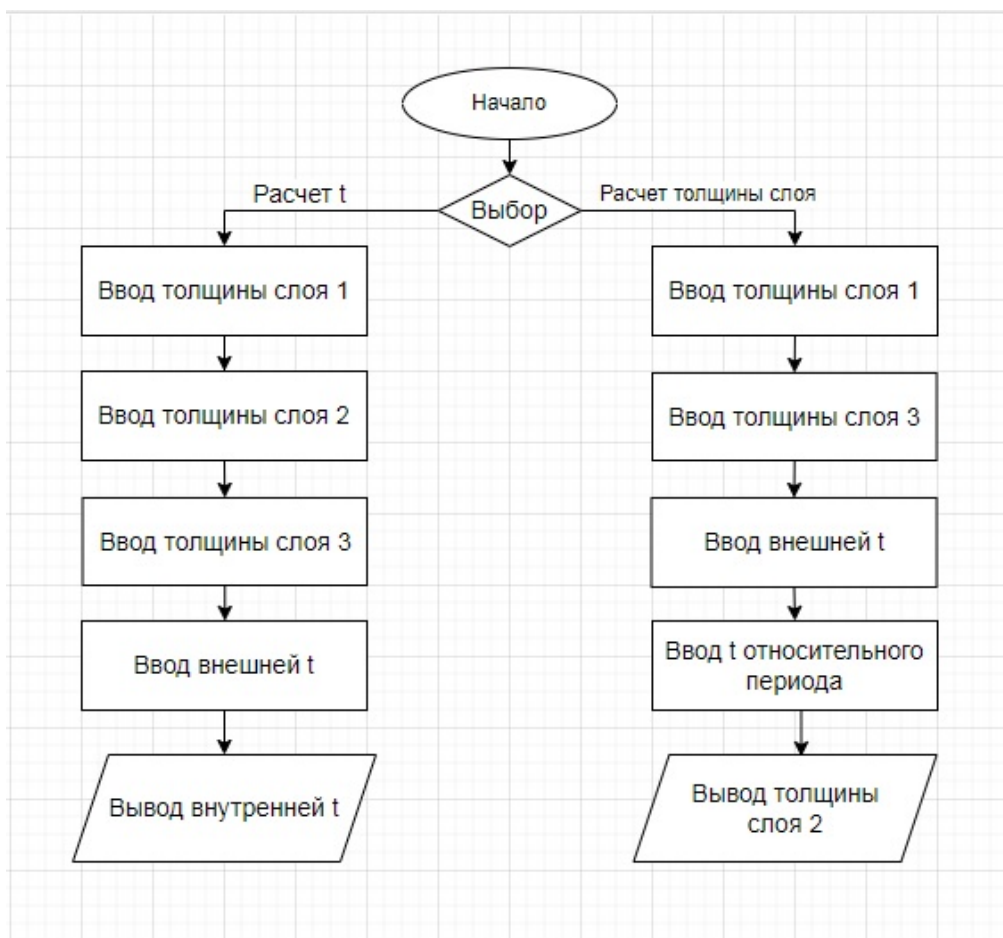 Начало
Выбор
Расчет t
Ввод толщины слоя 1
Ввод толщины слоя 2
Ввод толщины слоя 3
Ввод внешней t
Вывод внутренней t
Расчет толщины слоя
Ввод толщины слоя 1
Ввод толщины слоя 3
Ввод внешней t
Ввод t относительного
периода
Вывод толщины
слоя 2